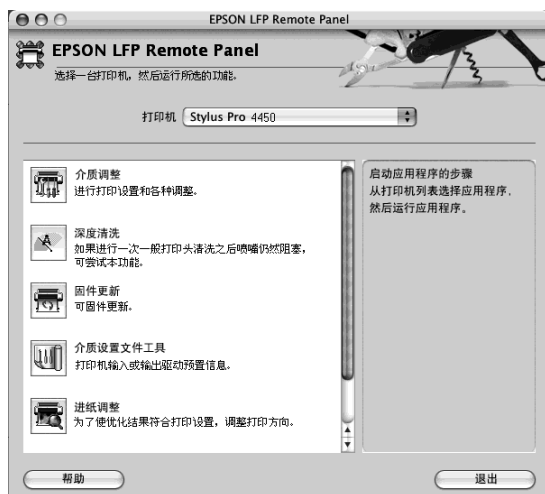 EPSON LFP Remote Panel
EPSON LFP Remote Panel
选择一台打印机，然后运行所选的功能。
打印机 Stylus Pro 4450
介质调整
进行打印设置和各种调整。
深度清洗
如果进行一次一般打印头清洗之后喷嘴仍然阻塞，
可尝试本功能。
固件更新
可固件更新。
介质设置文件工具
打印机输入或输出驱动预置信息。
进纸调整
为了使优化结果符合打印设置，调整打印方向。
启动应用程序的步骤
从打印机列表选择应用程序，
然后运行应用程序。
帮助
退出